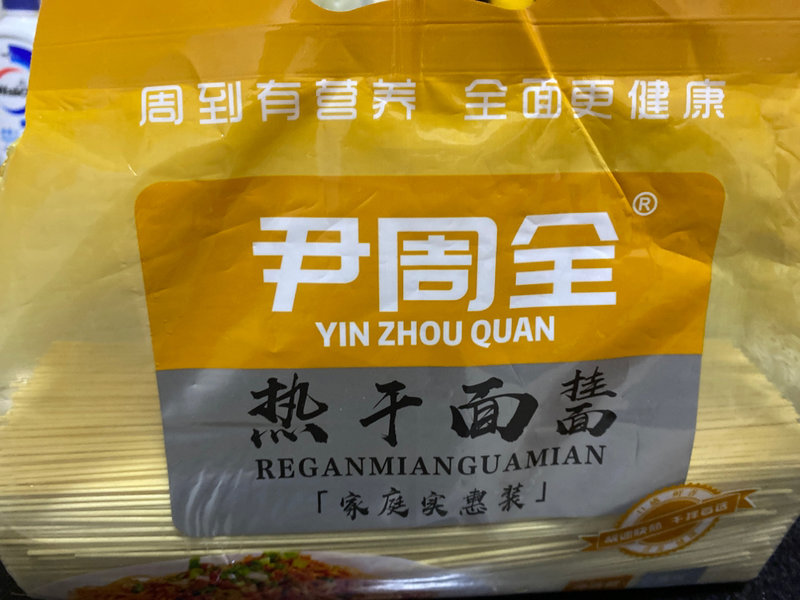 周到有营养 全面更健康
尹周全®
YIN ZHOU QUAN
热干面 挂面
REGANMIANGUAMIAN
「家庭实惠装」